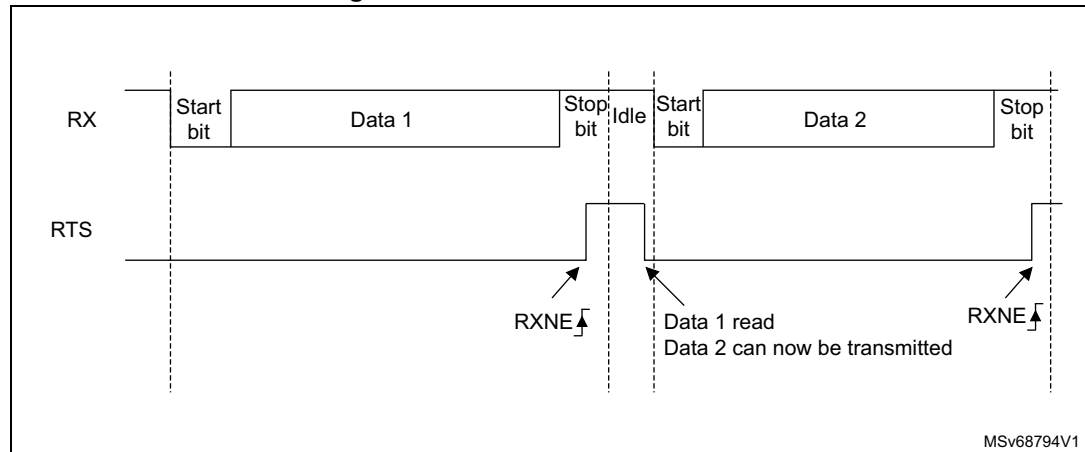 RX
Start
bit
Data 1
Stop
bit
Idle
Start
bit
Data 2
Stop
bit
RTS
RXNE
Data 1 read
Data 2 can now be transmitted
RXNE
MSv68794V1